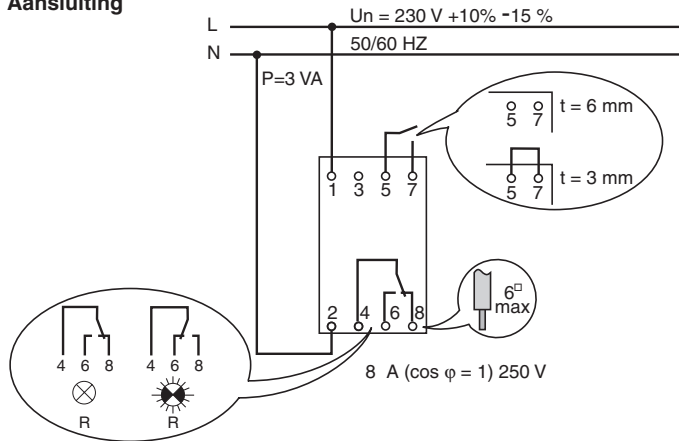 Aansluiting
L
Un = 230 V +10% -15 %
N
50/60 HZ
P=3 VA
5 7
t = 6 mm
5 7
t = 3 mm
1 3 5 7
2 4 6 8
6□
max
4 6 8
4 6 8
R
R
8 A (cos φ = 1) 250 V